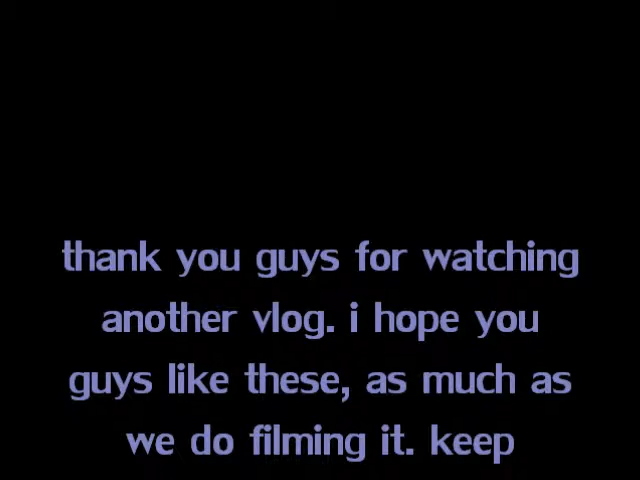 thank you guys for watching
another vlog. i hope you
guys like these, as much as
we do filming it. keep